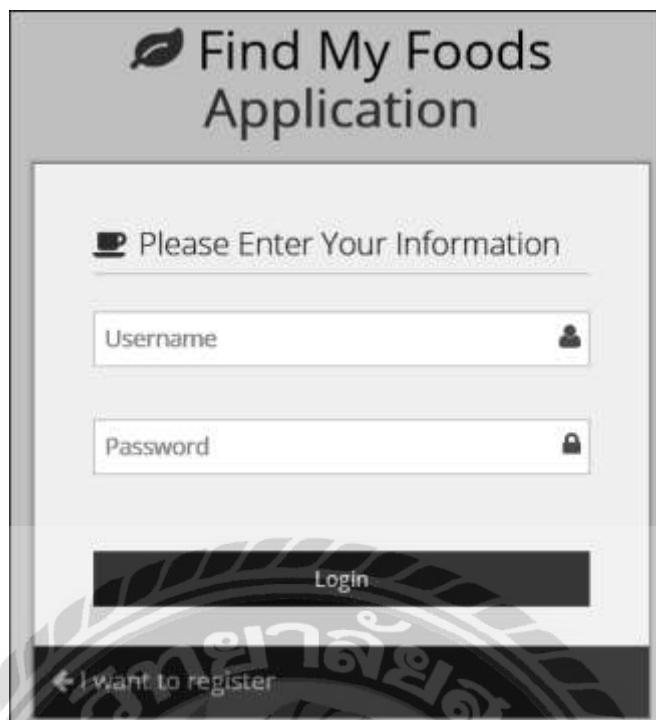 Find My Foods
Application
Please Enter Your Information
Username
Password
Login
I want to register